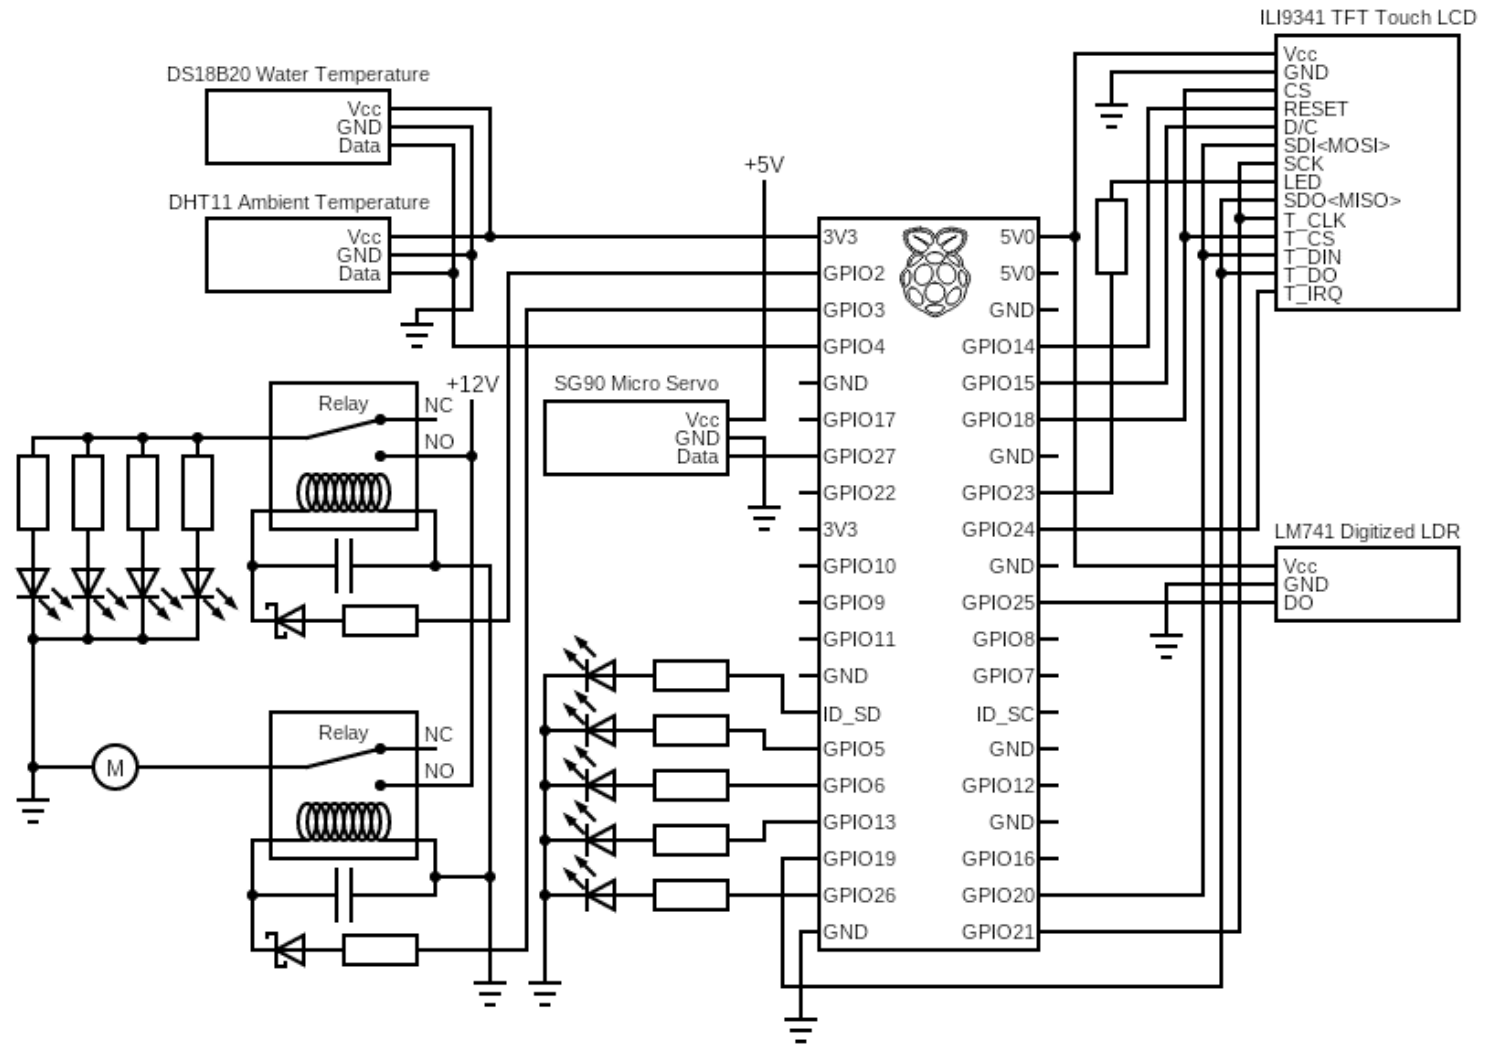 ILI9341 TFT Touch LCD
Vcc
GND
CS
RESET
D/C
SDI<MOSI>
SCK
LED
SDO<MISO>
T_CLK
T_CS
T_DIN
T_DO
T_IRQ
DS18B20 Water Temperature
Vcc
GND
Data
DHT11 Ambient Temperature
Vcc
GND
Data
+5V
+12V
SG90 Micro Servo
Vcc
GND
Data
Relay
NC
NO
Relay
NC
NO
M
3V3
GPIO2
GPIO3
GPIO4
GND
GPIO17
GPIO27
GPIO22
3V3
GPIO10
GPIO9
GPIO11
GND
ID_SD
GPIO5
GPIO6
GPIO13
GPIO19
GPIO26
GND
5V0
5V0
GND
GPIO14
GPIO15
GPIO18
GND
GPIO23
GPIO24
GND
GPIO25
GPIO8
GPIO7
ID_SC
GND
GPIO12
GND
GPIO16
GPIO20
GPIO21
LM741 Digitized LDR
Vcc
GND
DO